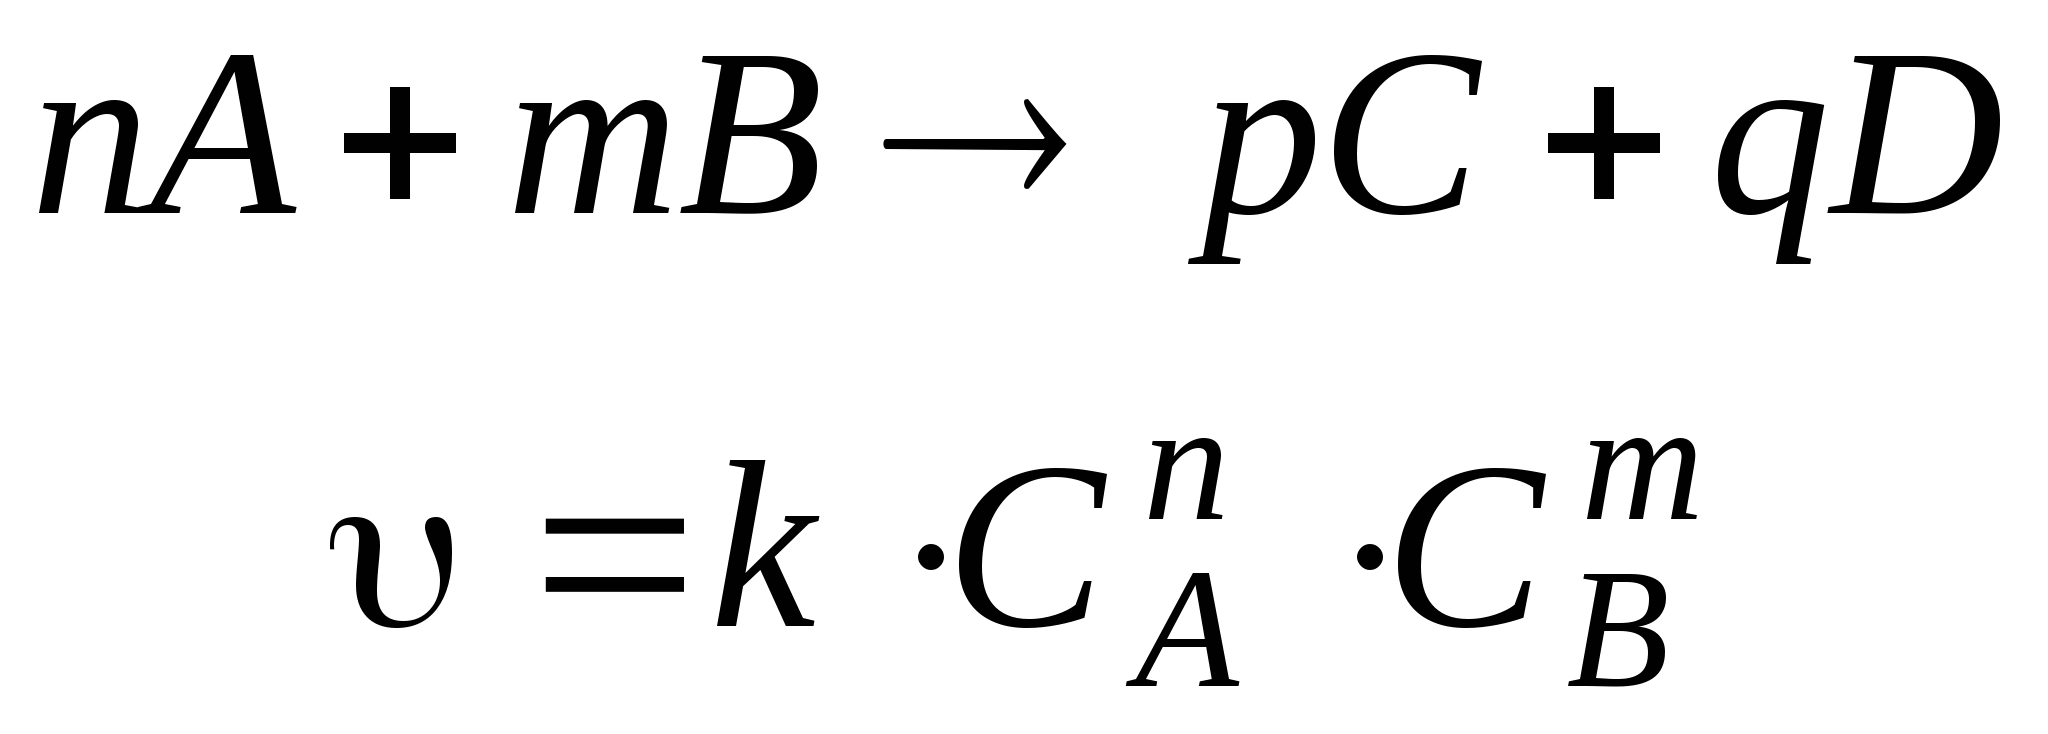 nA + mB → pC + qD
υ = k · C_A^n · C_B^m